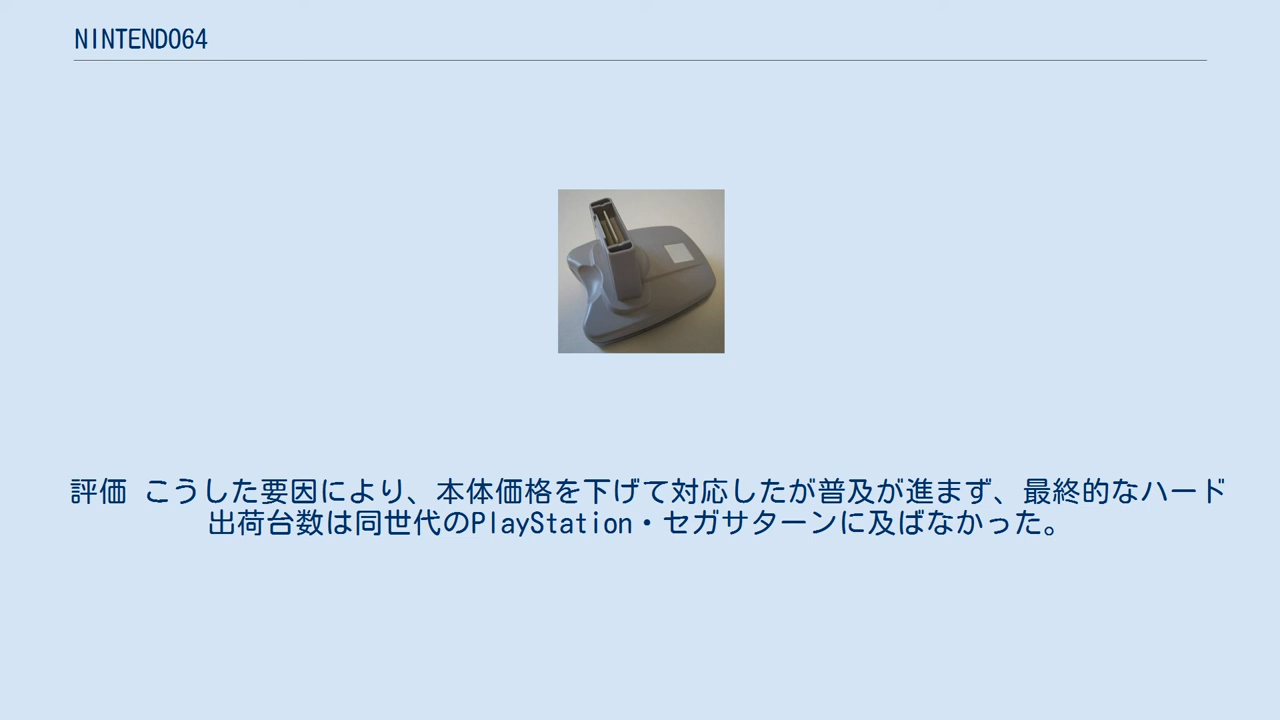 NINTENDO64
評価 こうした要因により、本体価格を下げて対応したが普及が進まず、最終的なハード
出荷台数は同世代のPlayStation・セガサターンに及ばなかった。